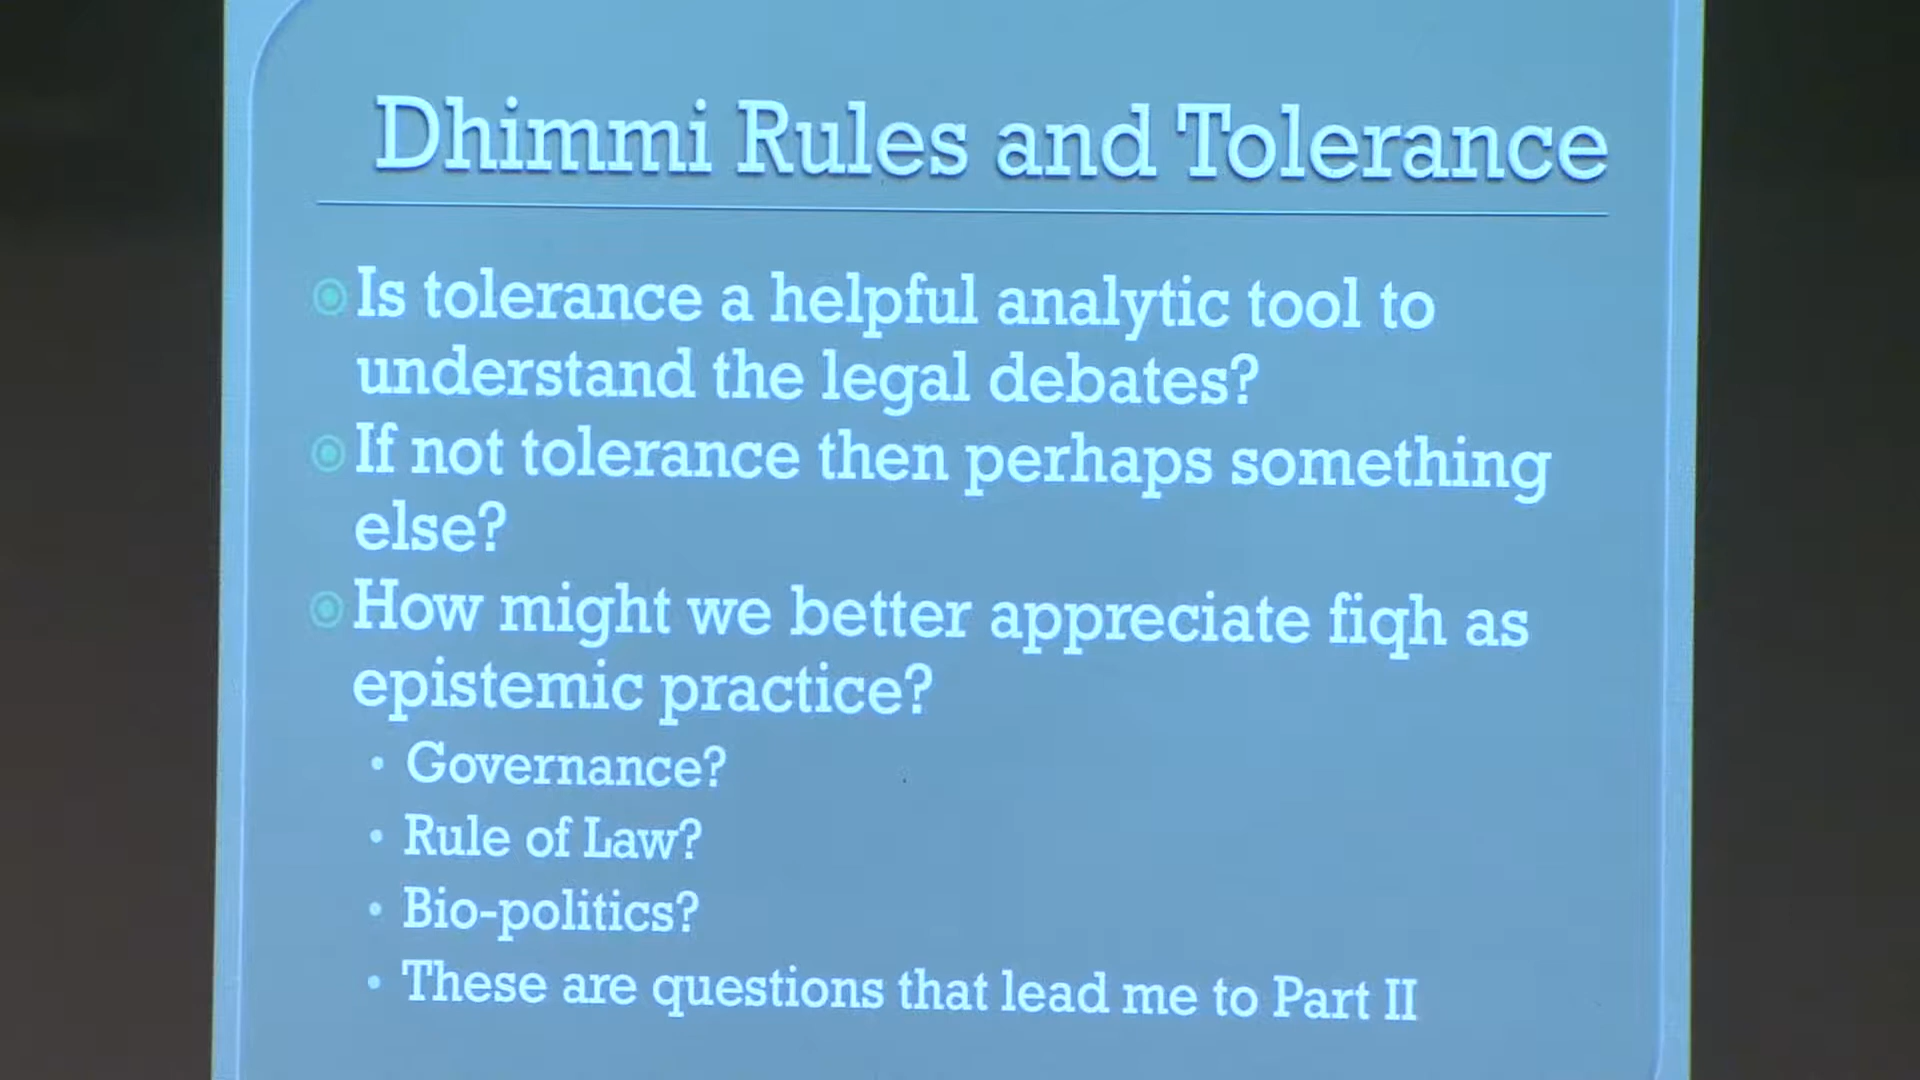 Dhimmi Rules and Tolerance
Is tolerance a helpful analytic tool to
understand the legal debates?
If not tolerance then perhaps something
else?
How might we better appreciate fiqh as
epistemic practice?
• Governance?
• Rule of Law?
• Bio-politics?
• These are questions that lead me to Part II